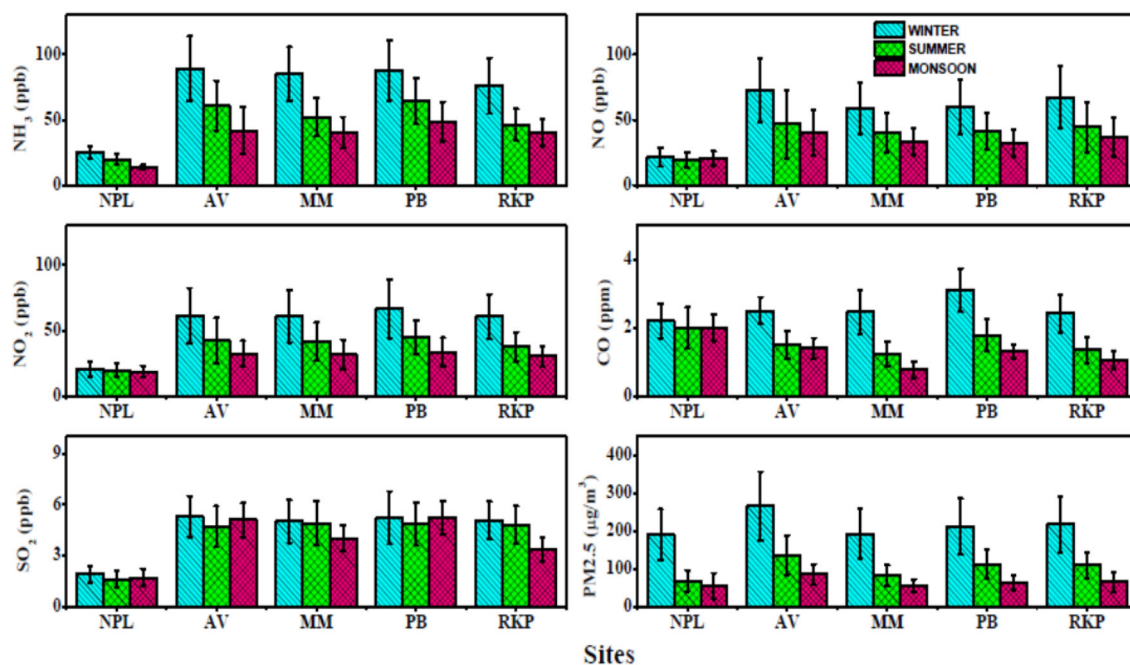 NH3 (ppb)
100
50
0
NPL AV MM PB RKP
NO (ppb)
100
50
0
WINTER
SUMMER
MONSOON
NPL AV MM PB RKP
NO2 (ppb)
100
50
0
NPL AV MM PB RKP
CO (ppm)
4
2
0
NPL AV MM PB RKP
SO2 (ppb)
9
6
3
0
NPL AV MM PB RKP
PM2.5 (µg/m³)
400
300
200
100
0
NPL AV MM PB RKP
Sites